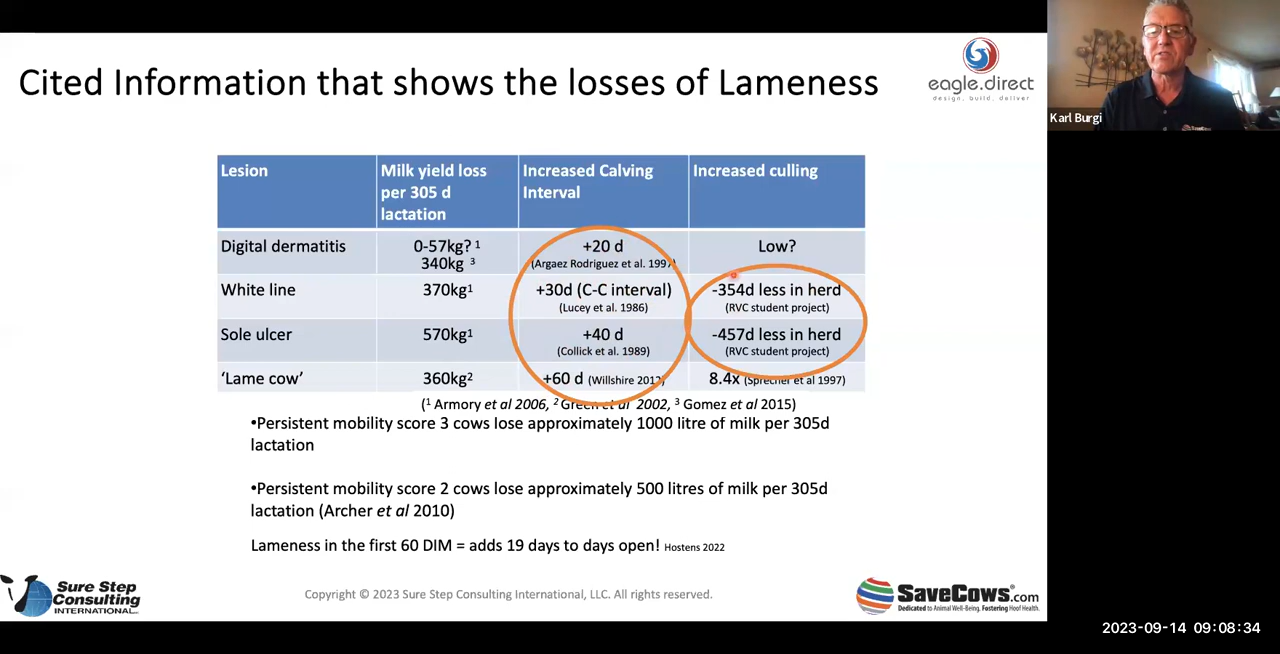 Cited Information that shows the losses of Lameness
eagle.direct
design, build, deliver
Karl Burgi
Lesion
Milk yield loss per 305 d lactation
Increased Calving Interval
Increased culling
Digital dermatitis
0-57kg? 1
340kg 3
+20 d
(Argaez Rodriguez et al. 1997)
Low?
White line
370kg1
+30d (C-C interval)
(Lucey et al. 1986)
-354d less in herd
(RVC student project)
Sole ulcer
570kg1
+40 d
(Collick et al. 1989)
-457d less in herd
(RVC student project)
‘Lame cow’
360kg2
+60 d (Willshire 2012)
8.4x (Sprecher et al 1997)
(1 Armory et al 2006, 2 Green et al 2002, 3 Gomez et al 2015)
•Persistent mobility score 3 cows lose approximately 1000 litre of milk per 305d
lactation
•Persistent mobility score 2 cows lose approximately 500 litres of milk per 305d
lactation (Archer et al 2010)
Lameness in the first 60 DIM = adds 19 days to days open! Hostens 2022
Sure Step
Consulting
INTERNATIONAL
Copyright © 2023 Sure Step Consulting International, LLC. All rights reserved.
SaveCows.com
Dedicated to Animal Well-Being. Fostering Hoof Health.
2023-09-14 09:08:34